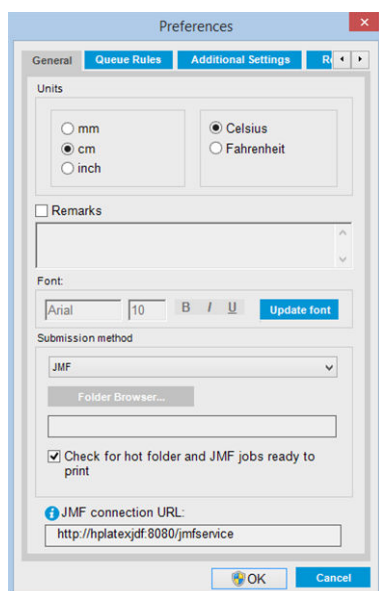 Preferences
General Queue Rules Additional Settings
Units
mm Celsius
cm Fahrenheit
inch
Remarks
Font:
Arial 10 B I U Update font
Submission method
JMF
Folder Browser...
Check for hot folder and JMF jobs ready to
print
JMF connection URL:
http://hplatexjdf:8080/jmfservice
OK Cancel